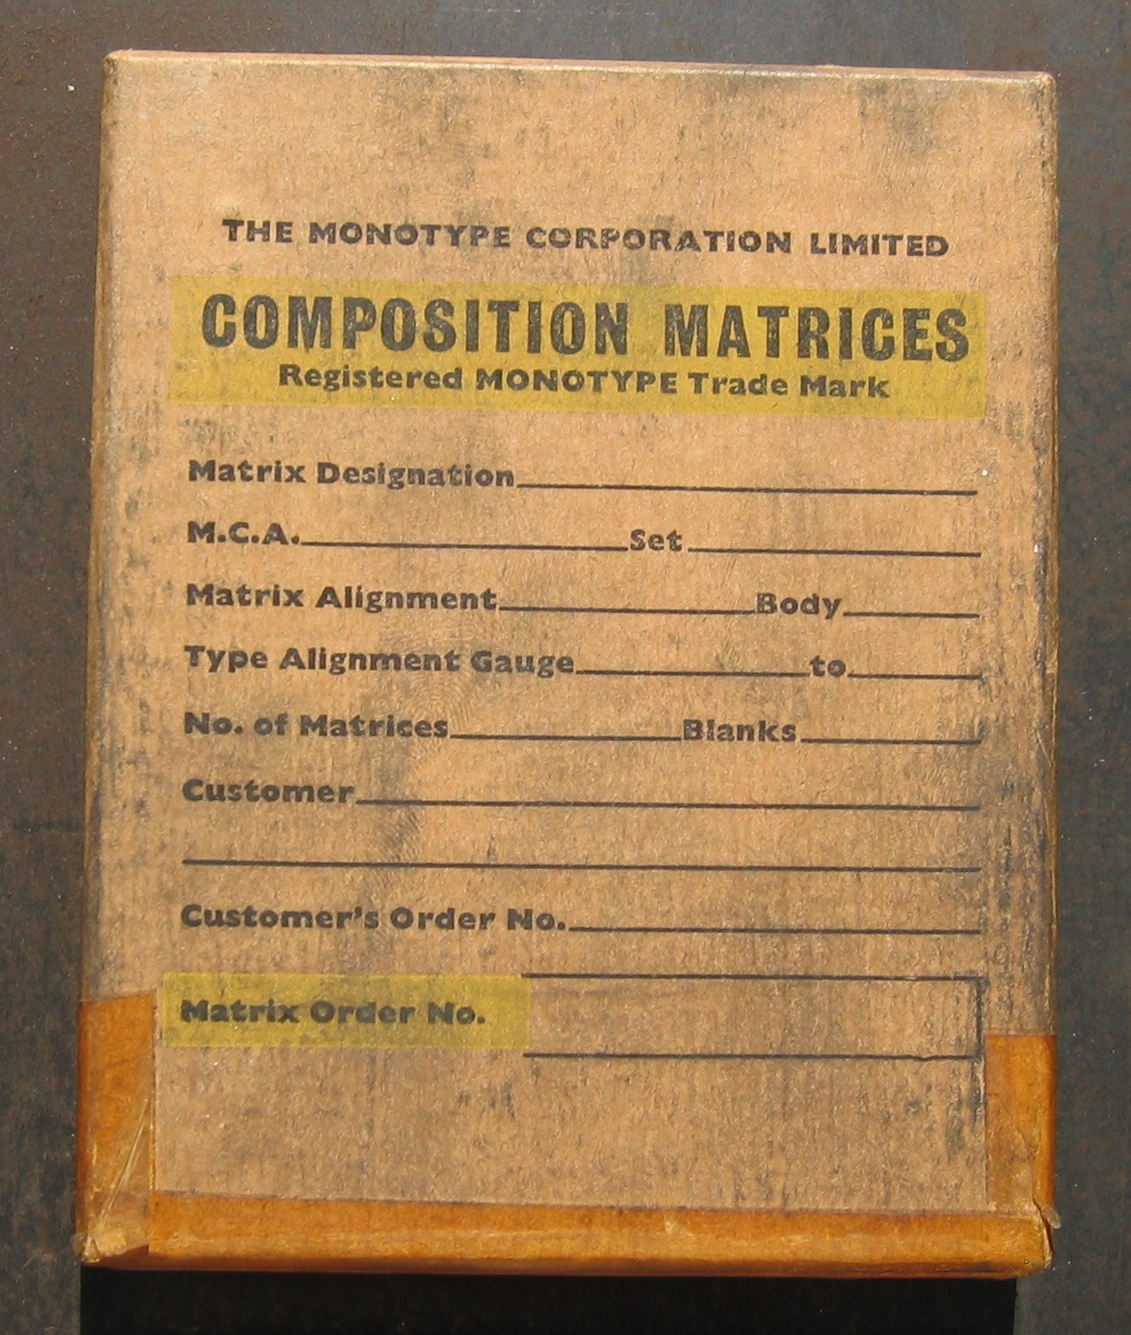 THE MONOTYPE CORPORATION LIMITED
COMPOSITION MATRICES
Registered MONOTYPE Trade Mark
Matrix Designation
M.C.A. Set
Matrix Alignment Body
Type Alignment Gauge to
No. of Matrices Blanks
Customer
Customer's Order No.
Matrix Order No.